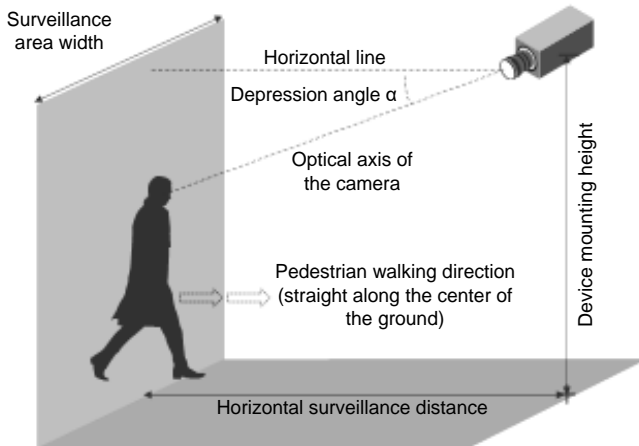 Surveillance
area width
Horizontal line
Depression angle α
Optical axis of
the camera
Pedestrian walking direction
(straight along the center of
the ground)
Device mounting height
Horizontal surveillance distance